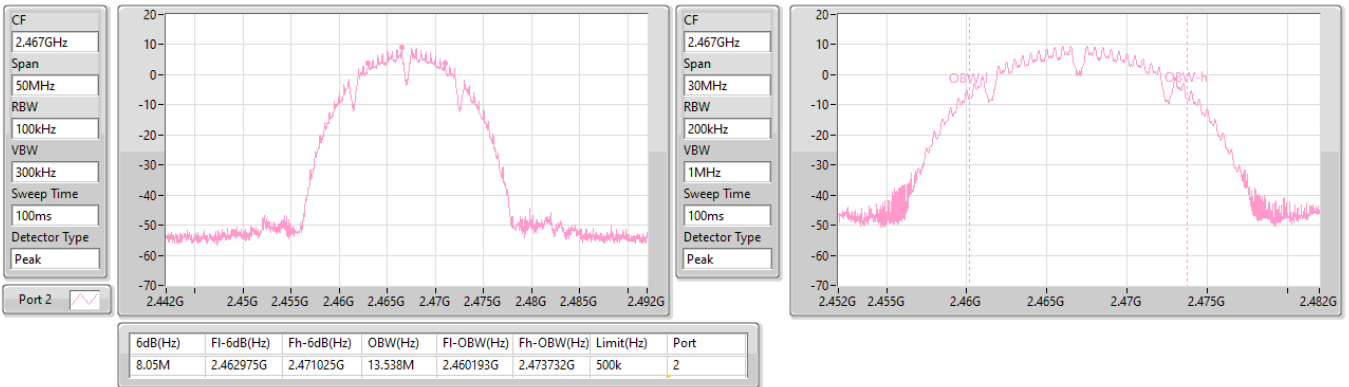 CF
2.467GHz
Span
50MHz
RBW
100kHz
VBW
300kHz
Sweep Time
100ms
Detector Type
Peak
Port 2
20
10
0
-10
-20
-30
-40
-50
-60
-70
2.442G 2.45G 2.455G 2.46G 2.465G 2.47G 2.475G 2.48G 2.485G 2.492G
CF
2.467GHz
Span
30MHz
RBW
200kHz
VBW
1MHz
Sweep Time
100ms
Detector Type
Peak
20
10
0
-10
-20
-30
-40
-50
-60
-70
OBW-l OBW-h
2.452G 2.455G 2.46G 2.465G 2.47G 2.475G 2.482G
6dB(Hz) Fl-6dB(Hz) Fh-6dB(Hz) OBW(Hz) Fl-OBW(Hz) Fh-OBW(Hz) Limit(Hz) Port
8.05M 2.462975G 2.471025G 13.538M 2.460193G 2.473732G 500k 2